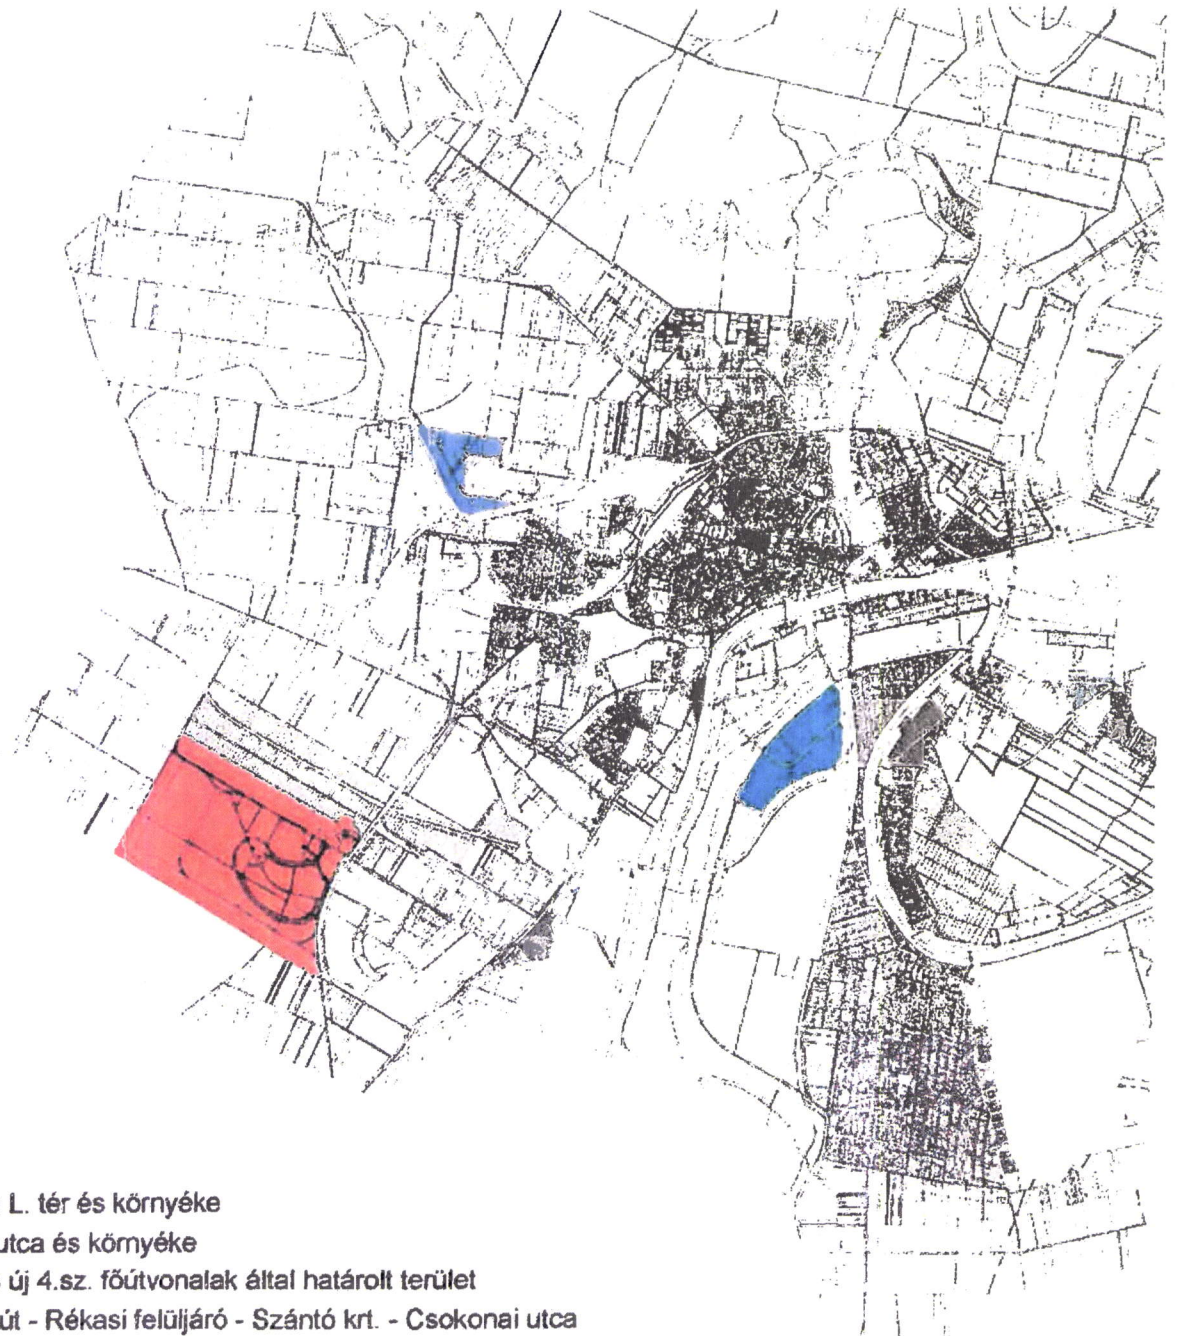 L. tér és környéke
utca és környéke
új 4.sz. főútvonalak által határolt terület
út - Rékasi felüljáró - Szántó krt. - Csokonai utca